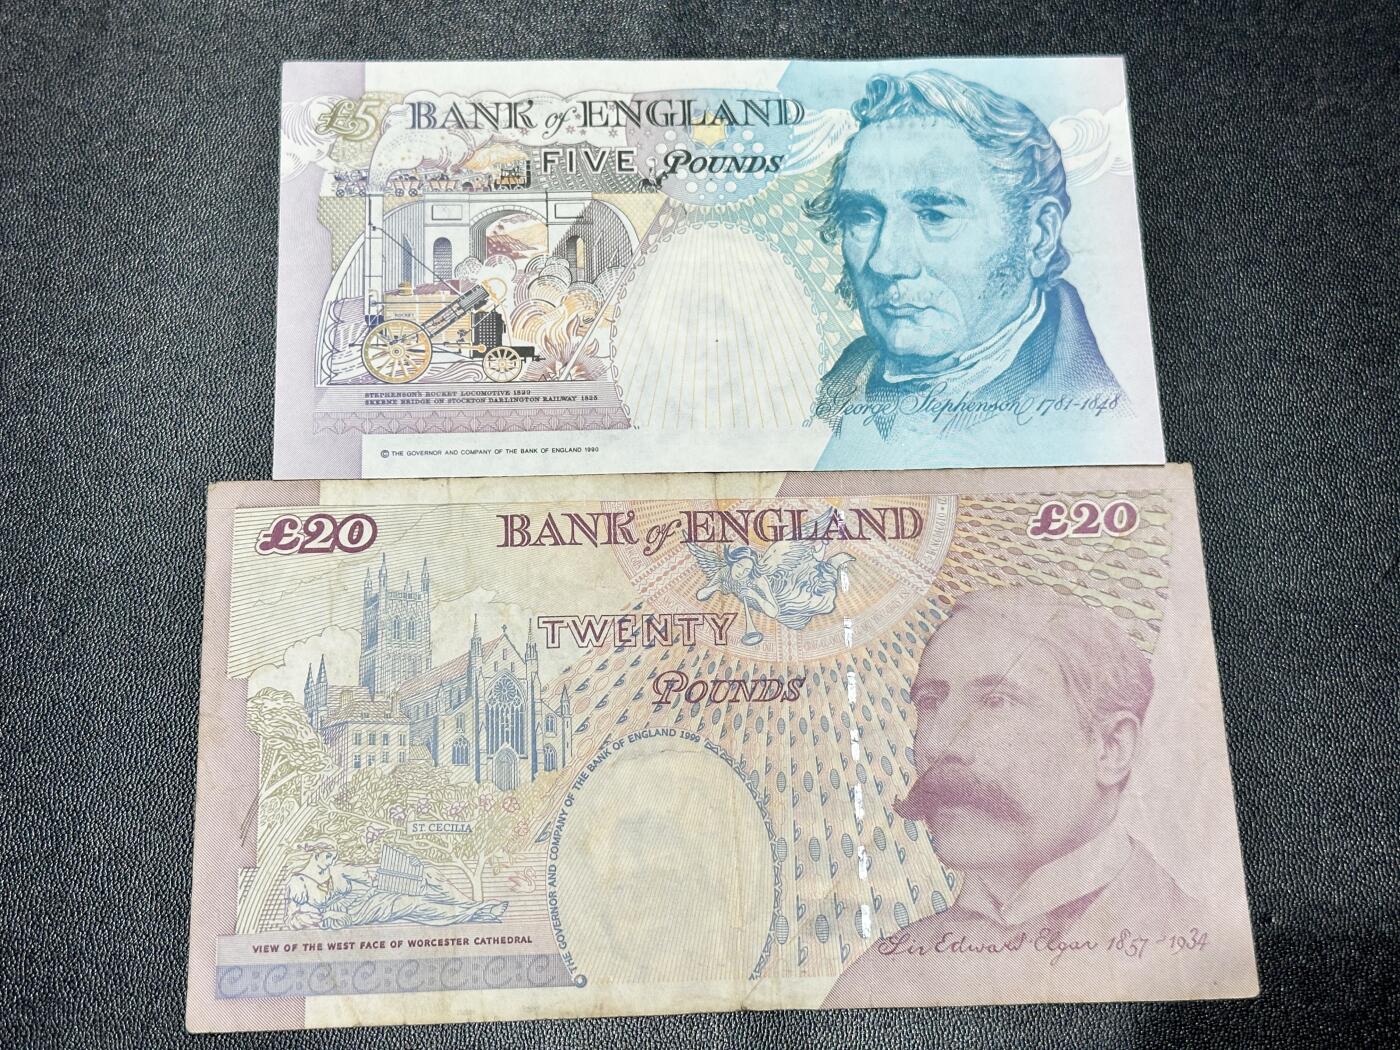 £5
BANK of ENGLAND
FIVE POUNDS
ROCKET
STEPHENSON'S ROCKET LOCOMOTIVE 1829
SKERNE BRIDGE ON STOCKTON DARLINGTON RAILWAY 1825
George Stephenson 1781-1848
© THE GOVERNOR AND COMPANY OF THE BANK OF ENGLAND 1990
£20
BANK of ENGLAND
£20
TWENTY
POUNDS
© THE GOVERNOR AND COMPANY OF THE BANK OF ENGLAND 1999
ST CECILIA
VIEW OF THE WEST FACE OF WORCESTER CATHEDRAL
Sir Edward Elgar 1857-1934